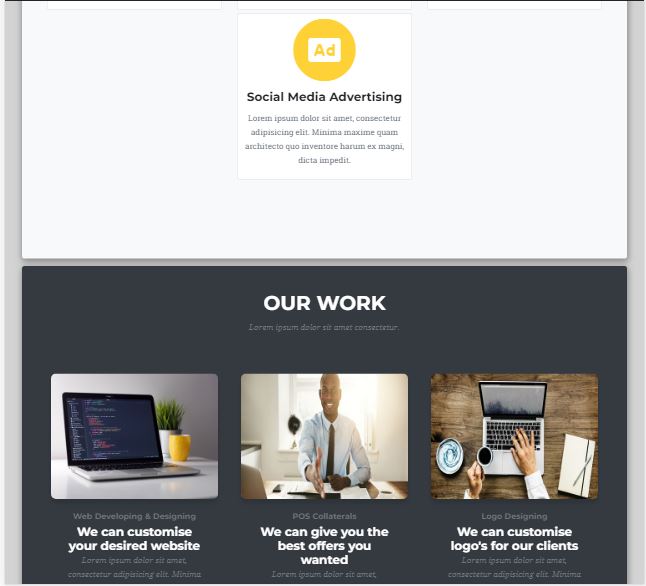 Ad
Social Media Advertising
Lorem ipsum dolor sit amet, consectetur
adipisicing elit. Minima maxime quam
architecto quo inventore harum ex magni,
dicta impedit.
OUR WORK
Lorem ipsum dolor sit amet consectetur.
Web Developing & Designing
We can customise
your desired website
Lorem ipsum dolor sit amet,
consectetur adipisicing elit. Minima
POS Collaterals
We can give you the
best offers you
wanted
Lorem ipsum dolor sit amet,
Logo Designing
We can customise
logo's for our clients
Lorem ipsum dolor sit amet,
consectetur adipisicing elit. Minima